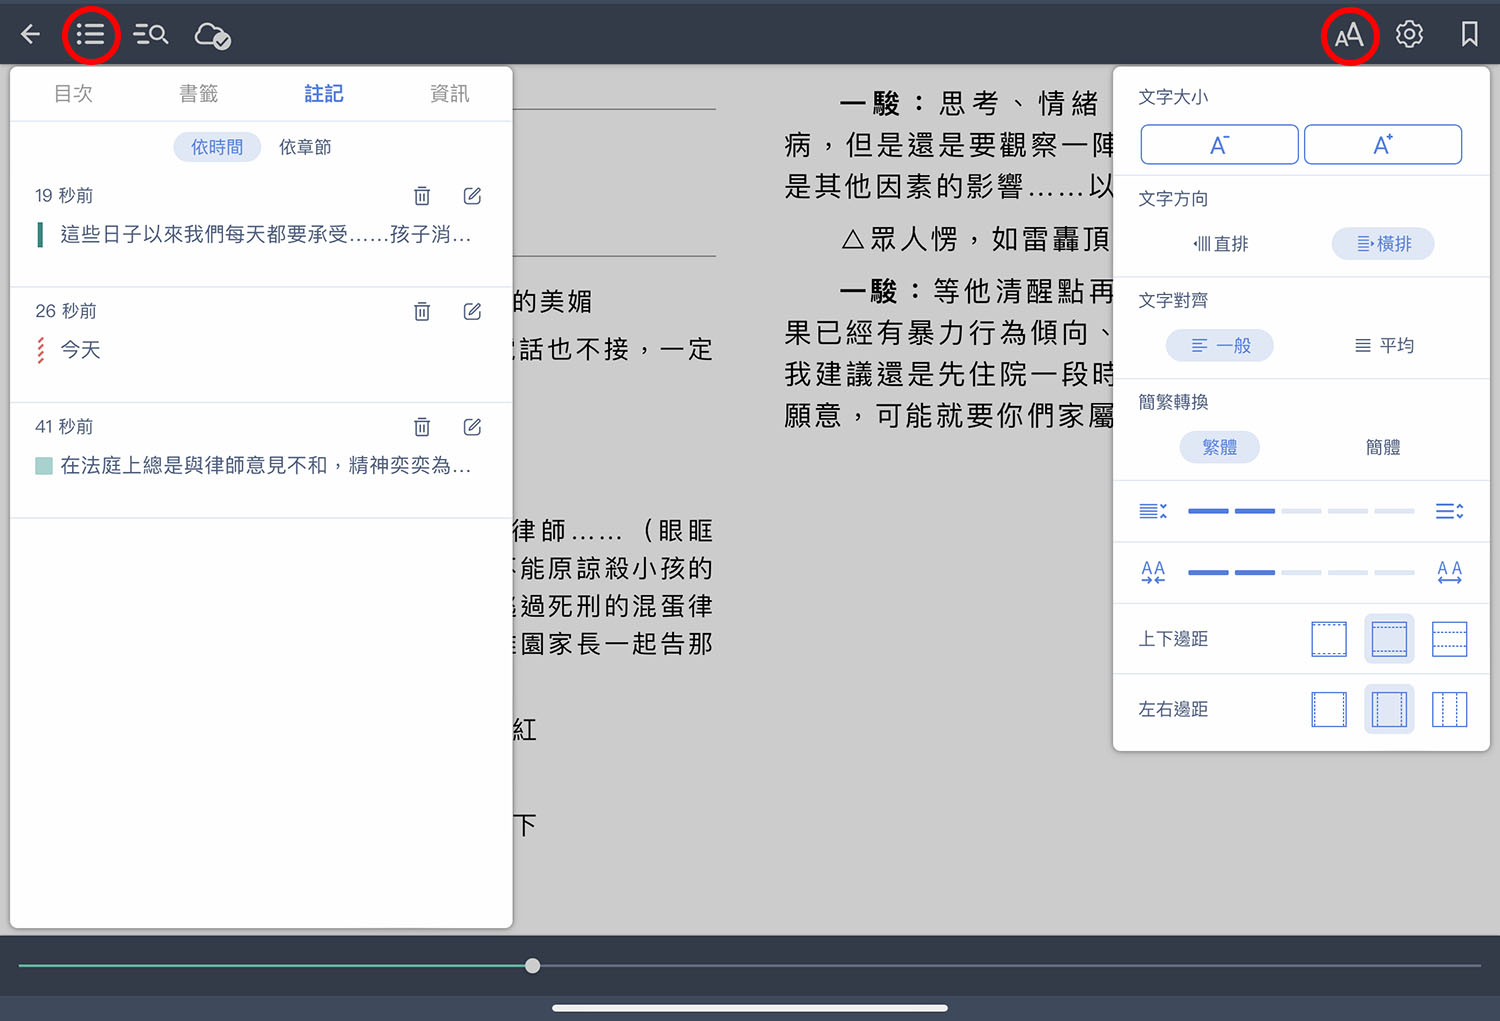 目次 書籤 註記 資訊
依時間 依章節
19 秒前
這些日子以來我們每天都要承受……孩子消…
26 秒前
今天
41 秒前
在法庭上總是與律師意見不和，精神奕奕為…
的美媚
話也不接，一定
律師……（眼眶
能原諒殺小孩的
過死刑的混蛋律
園家長一起告那
紅
下
一駿：思考、情緒
病，但是還是要觀察一陣
是其他因素的影響……以
△眾人愣，如雷轟頂
一駿：等他清醒點再
果已經有暴力行為傾向、
我建議還是先住院一段時
願意，可能就要你們家屬
AA
文字大小
A- A+
文字方向
直排 橫排
文字對齊
一般 平均
簡繁轉換
繁體 簡體
AA AA
上下邊距
左右邊距